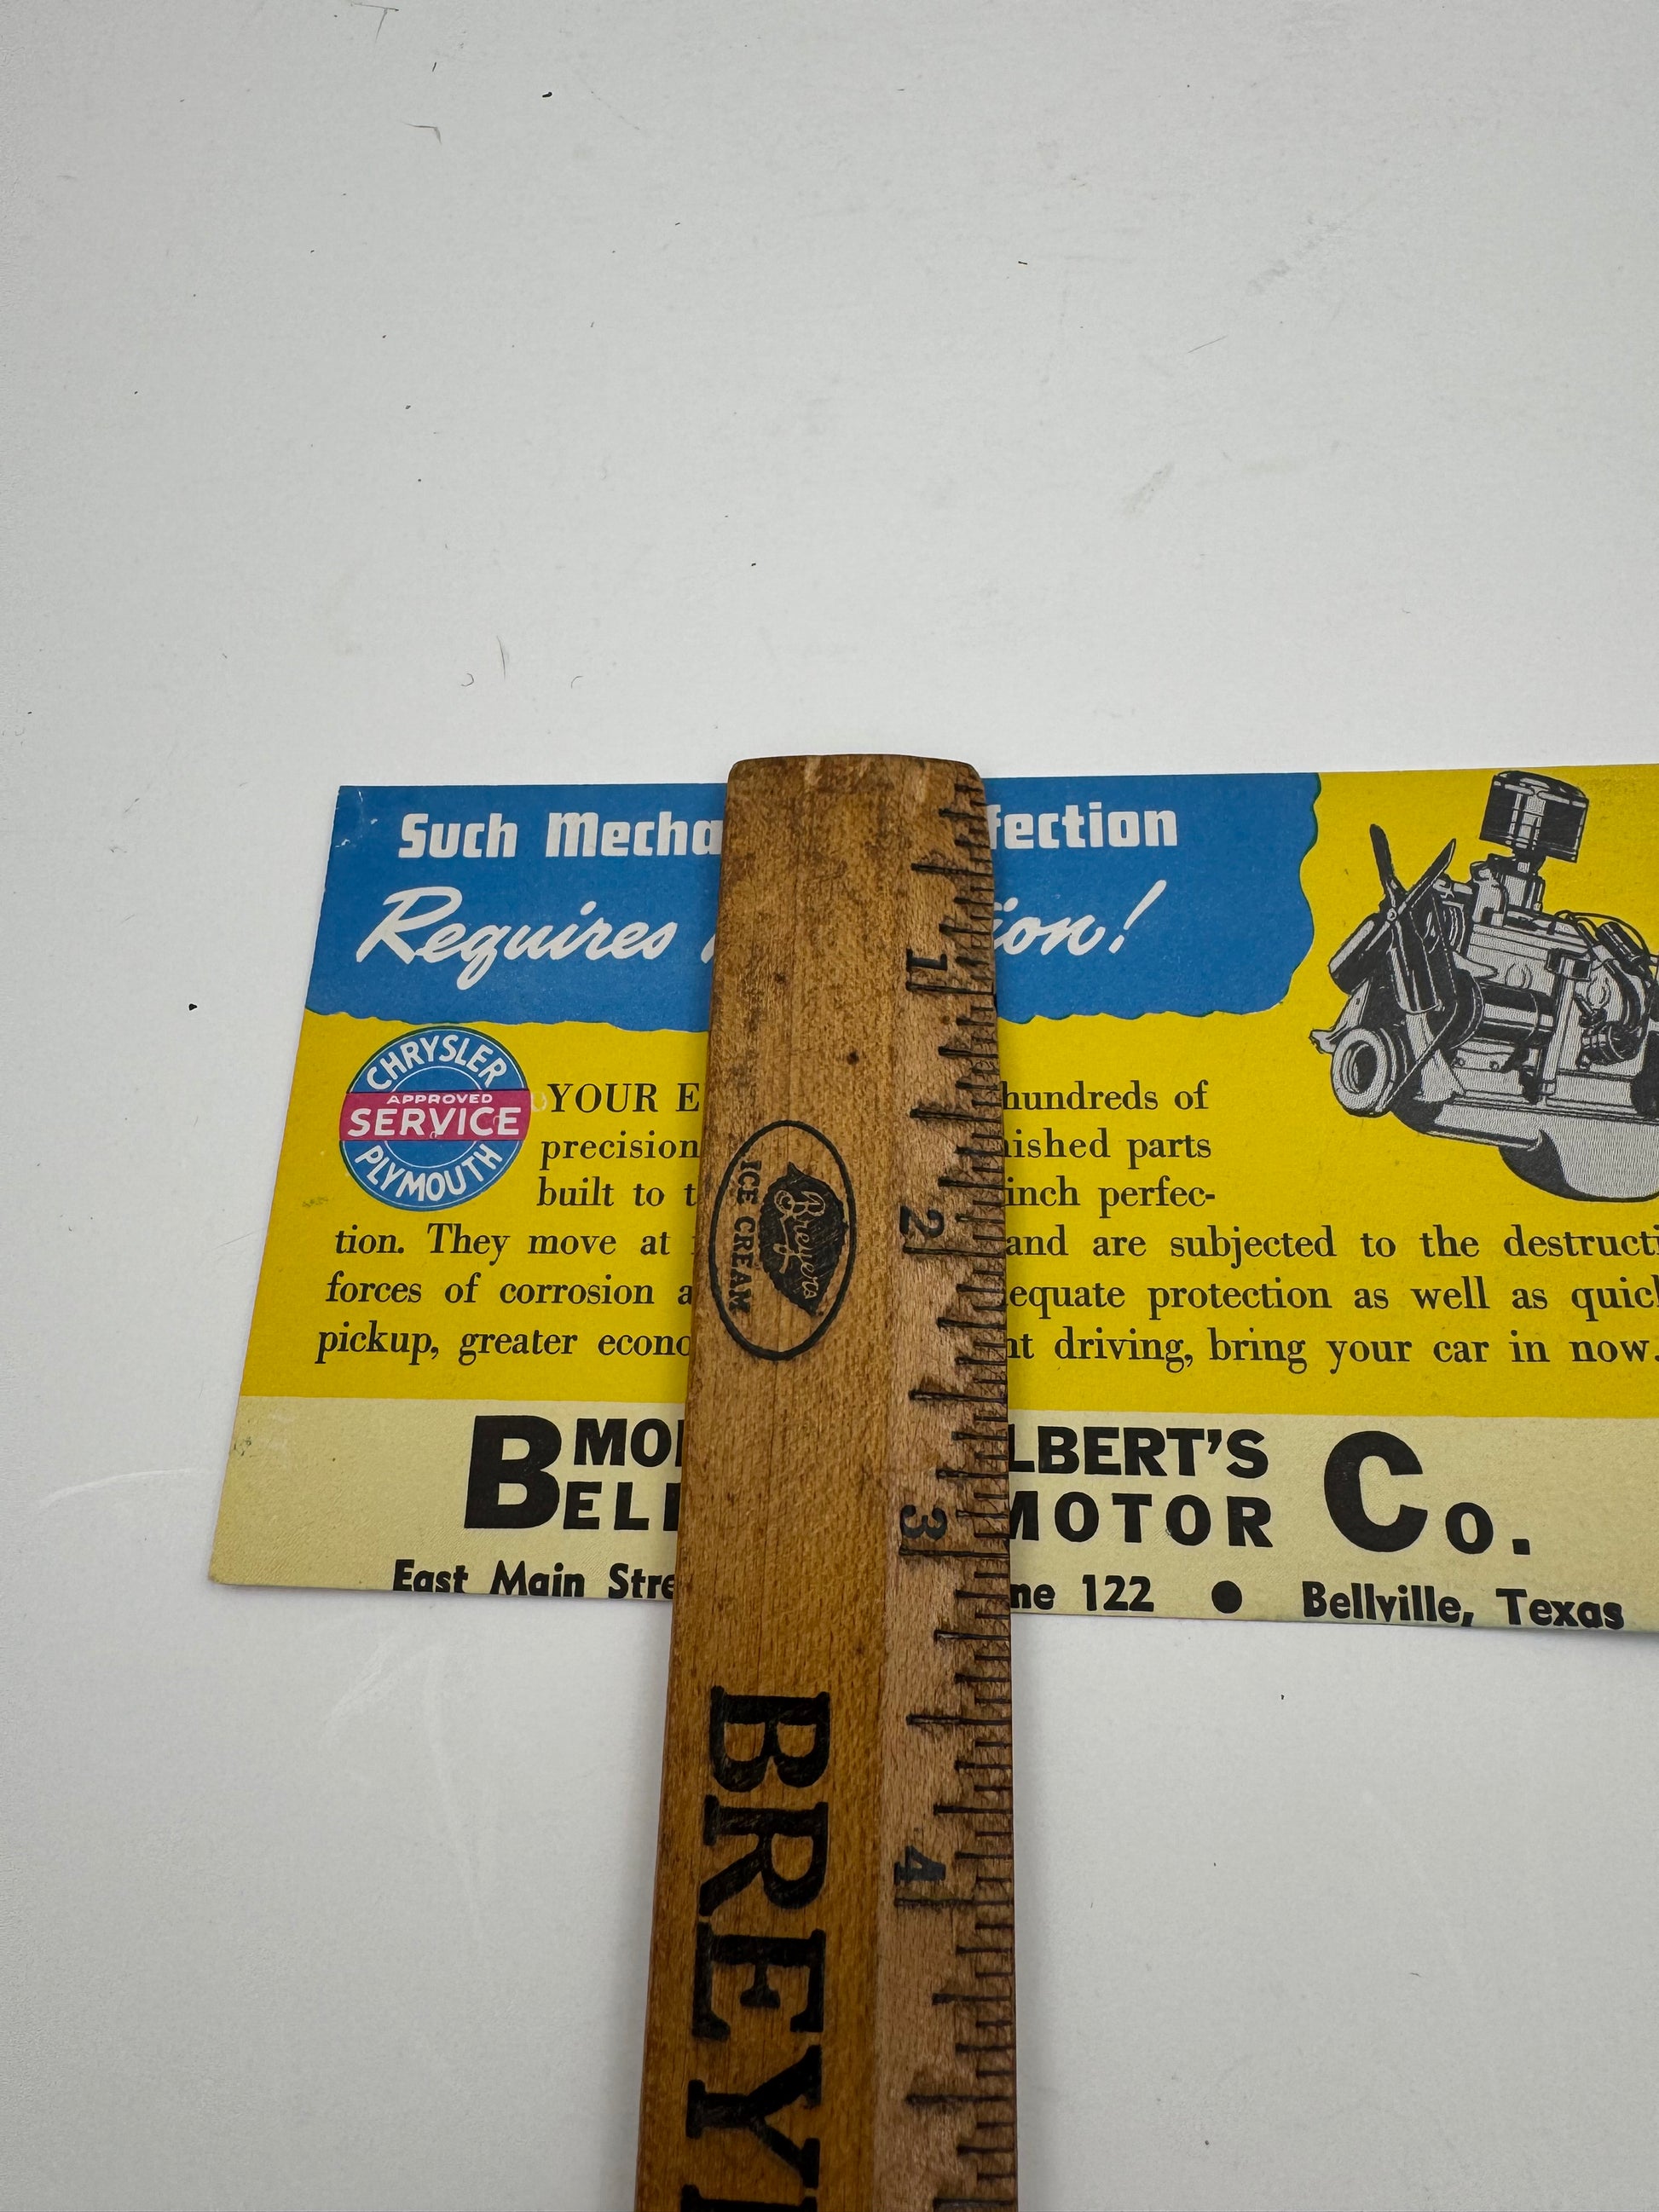 Such Mecha fection
Requires ion!
CHRYSLER
APPROVED
SERVICE
PLYMOUTH
YOUR E hundreds of
precision nished parts
built to t inch perfec-
tion. They move at and are subjected to the destructi
forces of corrosion a equate protection as well as quick
pickup, greater econo nt driving, bring your car in now.
MO LBERT'S
BELL MOTOR Co.
East Main Stre ne 122 ● Bellville, Texas
1
2
3
4
Breyers
ICE CREAM
BREY